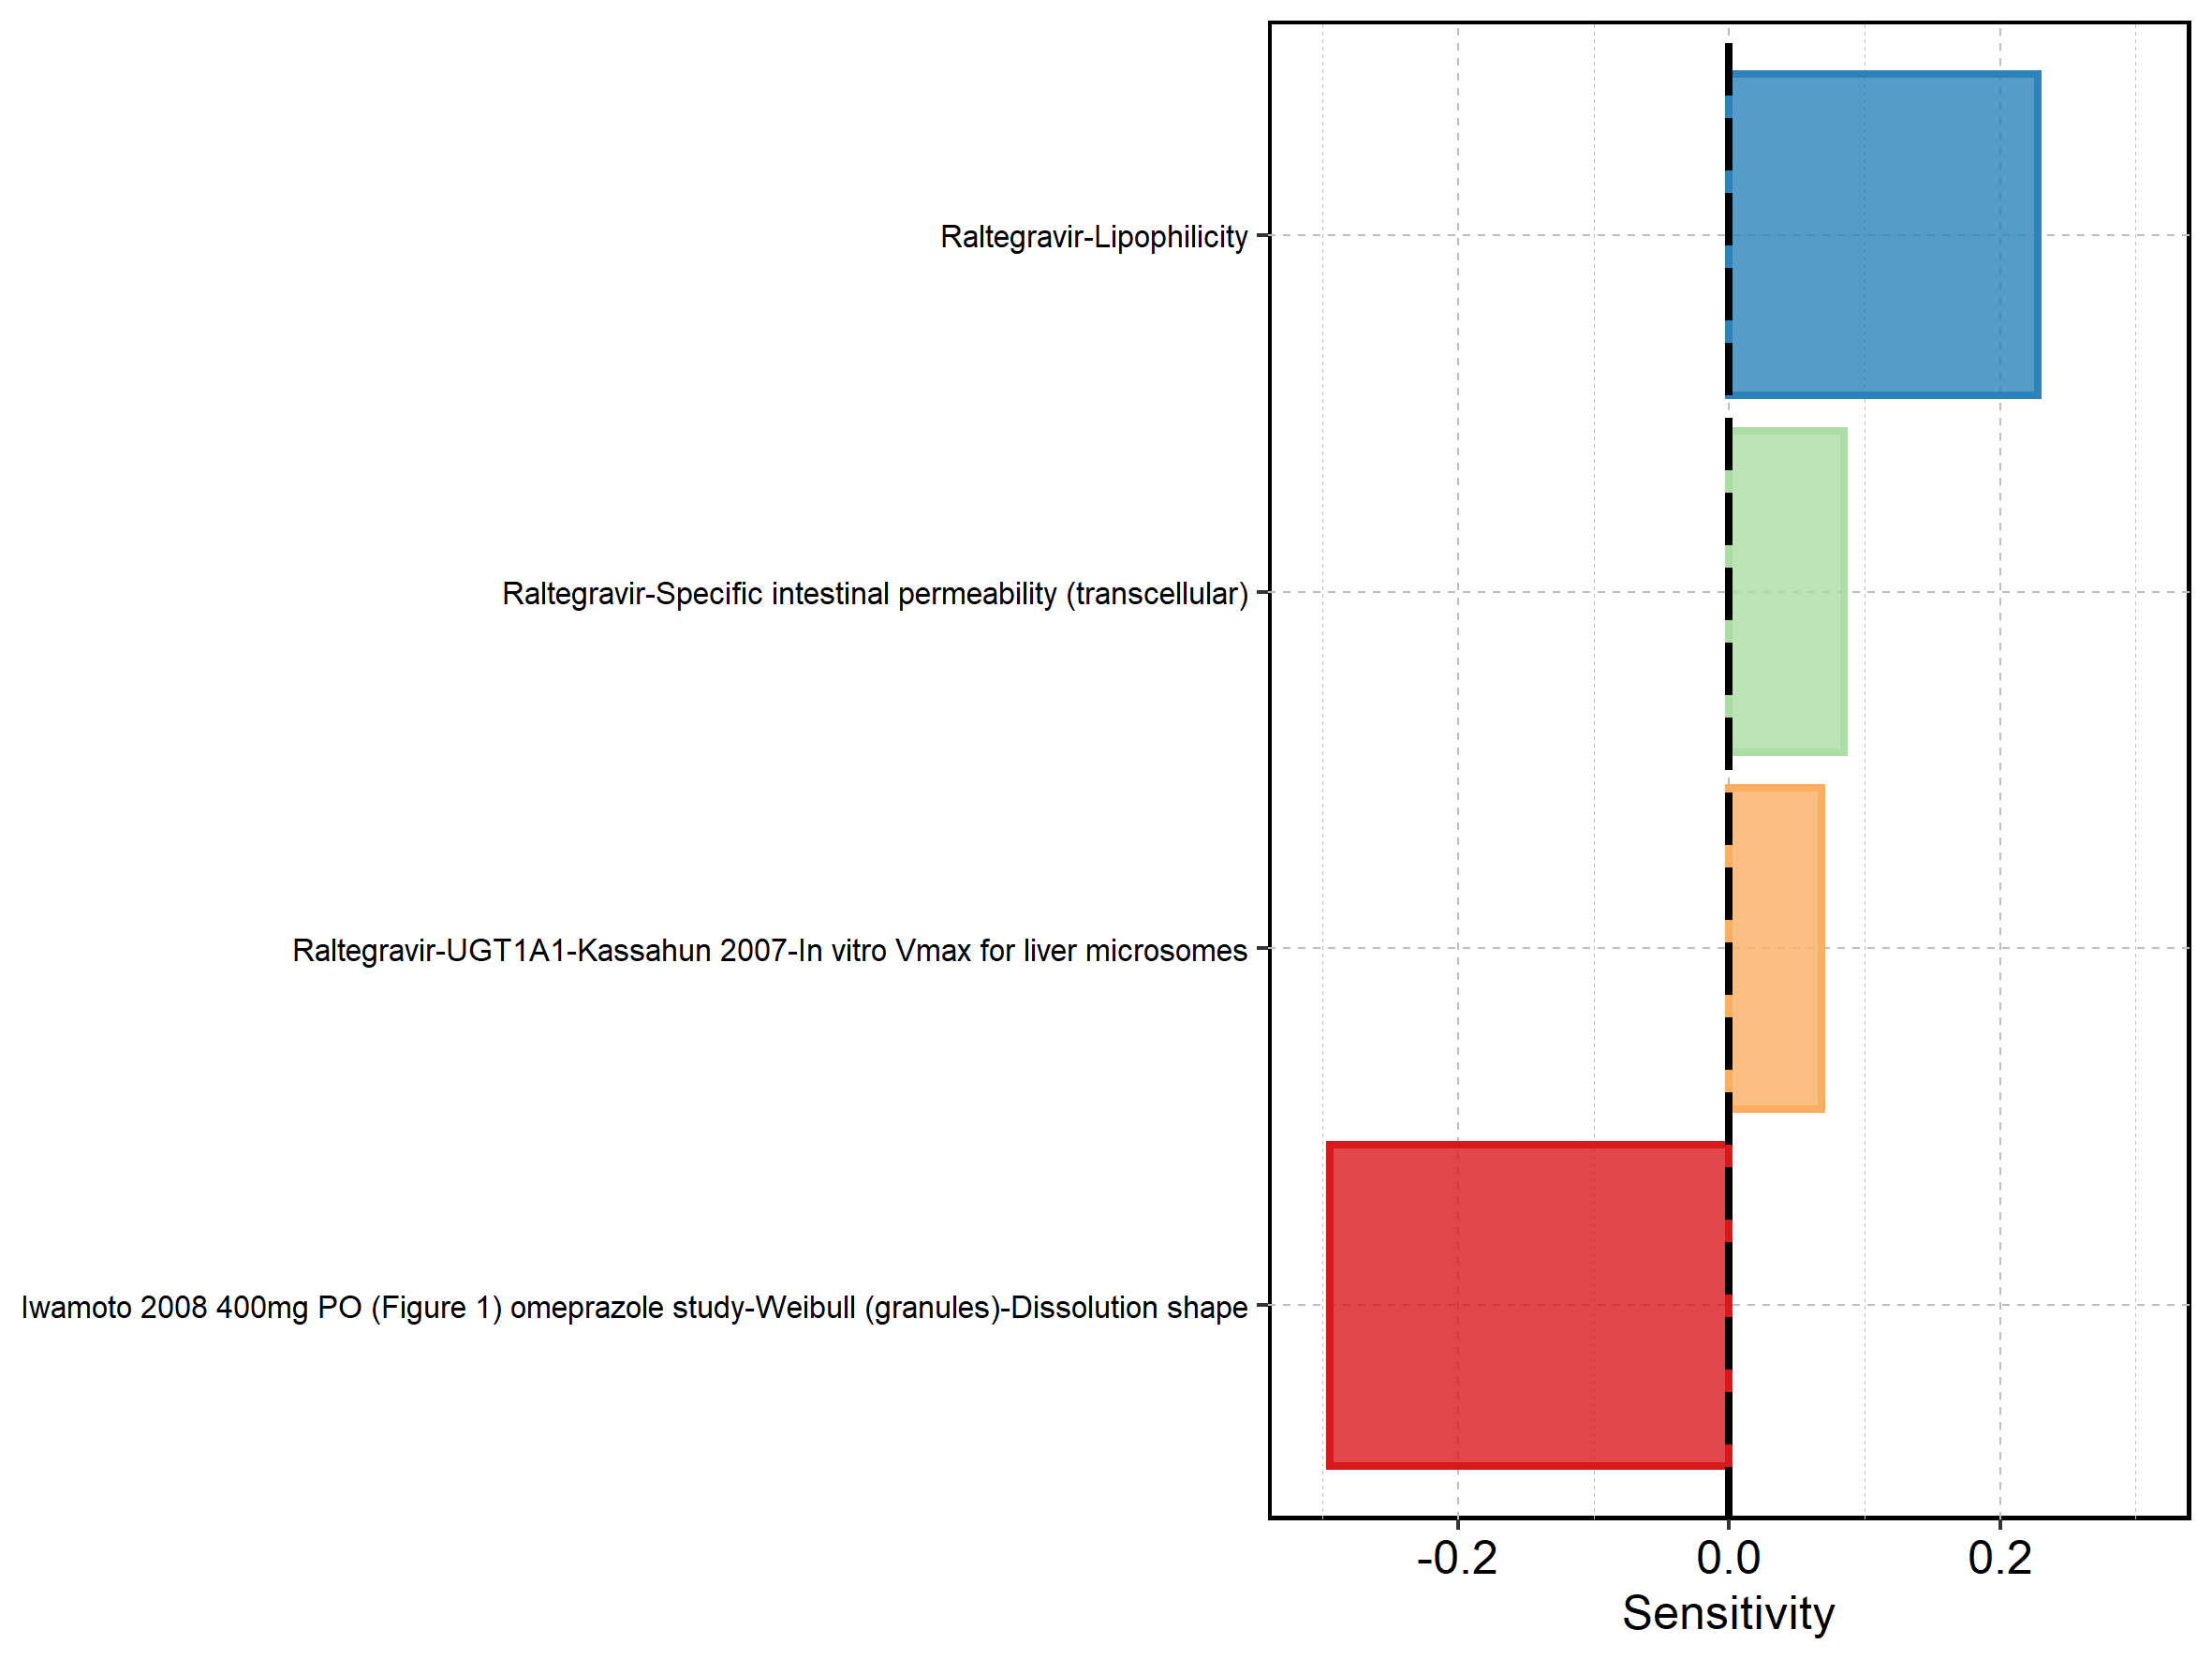 Raltegravir-Lipophilicity
Raltegravir-Specific intestinal permeability (transcellular)
Raltegravir-UGT1A1-Kassahun 2007-In vitro Vmax for liver microsomes
Iwamoto 2008 400mg PO (Figure 1) omeprazole study-Weibull (granules)-Dissolution shape
-0.2 0.0 0.2
Sensitivity